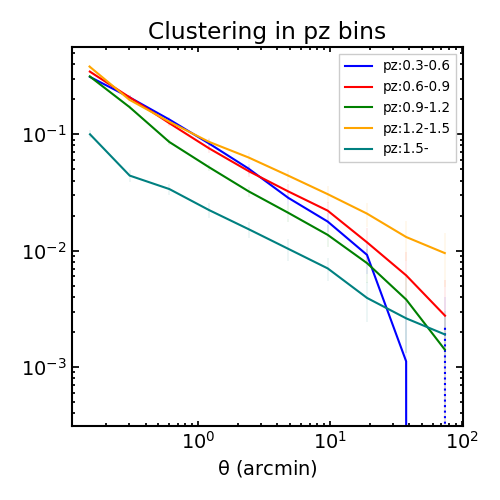 Clustering in pz bins
pz:0.3-0.6
pz:0.6-0.9
pz:0.9-1.2
pz:1.2-1.5
pz:1.5-
10⁻¹
10⁻²
10⁻³
10⁰ 10¹ 10²
θ (arcmin)